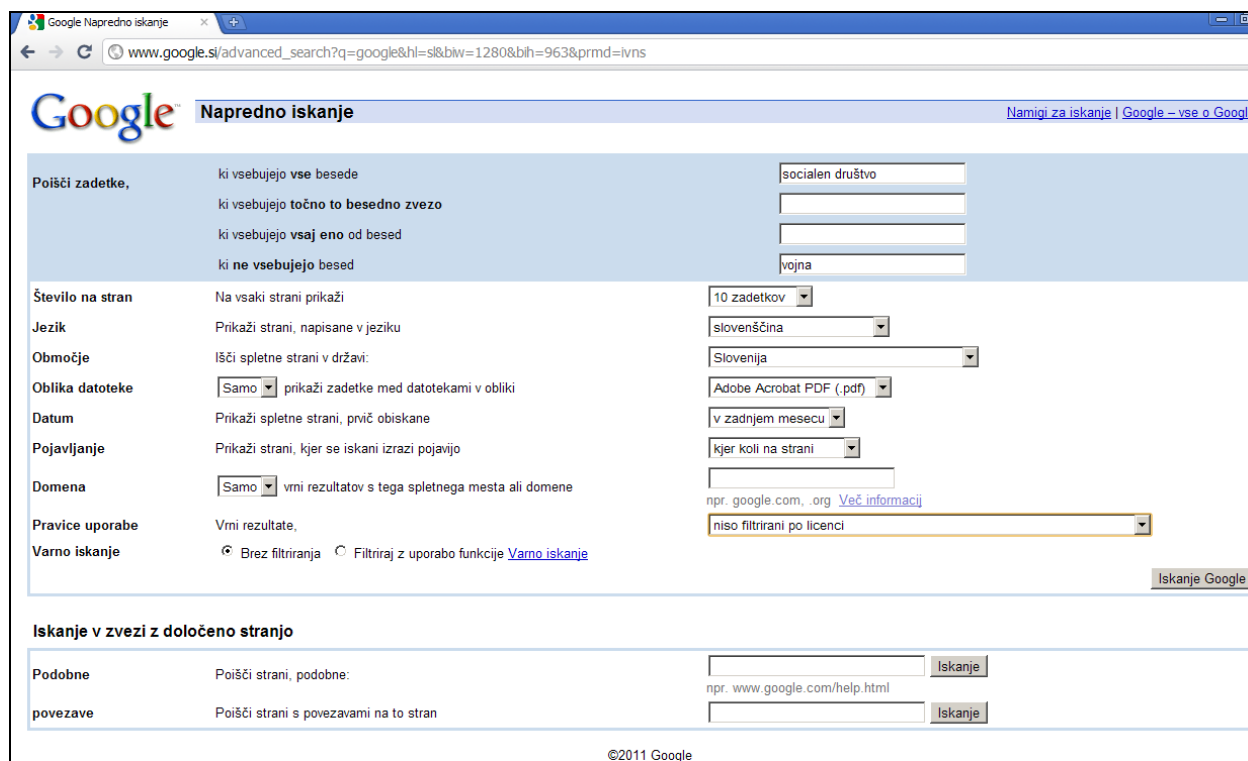 Google Napredno iskanje
www.google.si/advanced_search?q=google&hl=sl&biw=1280&bih=963&prmd=ivns
Google™ Napredno iskanje Namigi za iskanje | Google – vse o Googl
Poišči zadetke, ki vsebujejo vse besede socialen društvo
ki vsebujejo točno to besedno zvezo
ki vsebujejo vsaj eno od besed
ki ne vsebujejo besed vojna
Število na stran Na vsaki strani prikaži 10 zadetkov
Jezik Prikaži strani, napisane v jeziku slovenščina
Območje Išči spletne strani v državi: Slovenija
Oblika datoteke Samo prikaži zadetke med datotekami v obliki Adobe Acrobat PDF (.pdf)
Datum Prikaži spletne strani, prvič obiskane v zadnjem mesecu
Pojavljanje Prikaži strani, kjer se iskani izrazi pojavijo kjer koli na strani
Domena Samo vrni rezultatov s tega spletnega mesta ali domene
npr. google.com, .org Več informacij
Pravice uporabe Vrni rezultate, niso filtrirani po licenci
Varno iskanje Brez filtriranja Filtriraj z uporabo funkcije Varno iskanje
Iskanje Google
Iskanje v zvezi z določeno stranjo
Podobne Poišči strani, podobne: Iskanje
npr. www.google.com/help.html
povezave Poišči strani s povezavami na to stran Iskanje
©2011 Google